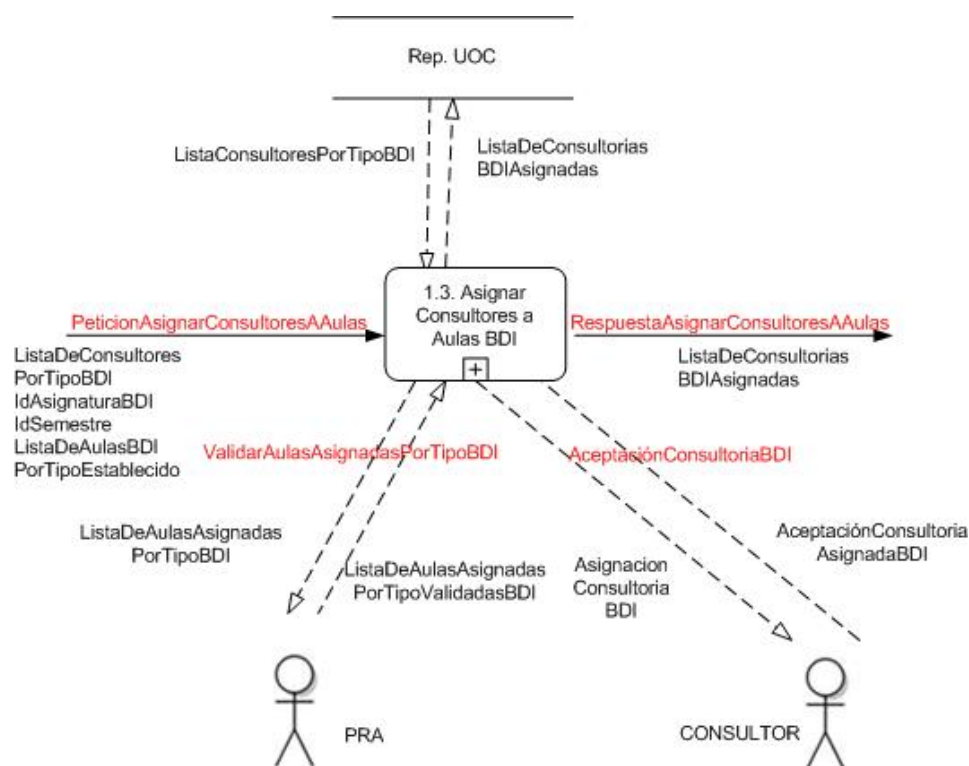 Rep. UOC
ListaConsultoresPorTipoBDI
ListaDeConsultorias
BDIAsignadas
1.3. Asignar
Consultores a
Aulas BDI
PeticionAsignarConsultoresAAulas
ListaDeConsultores
PorTipoBDI
IdAsignaturaBDI
IdSemestre
ListaDeAulasBDI
PorTipoEstablecido
RespuestaAsignarConsultoresAAulas
ListaDeConsultorias
BDIAsignadas
ValidarAulasAsignadasPorTipoBDI
AceptaciónConsultoriaBDI
ListaDeAulasAsignadas
PorTipoBDI
ListaDeAulasAsignadas
PorTipoValidadasBDI
Asignacion
Consultoria
BDI
AceptaciónConsultoria
AsignadaBDI
PRA
CONSULTOR